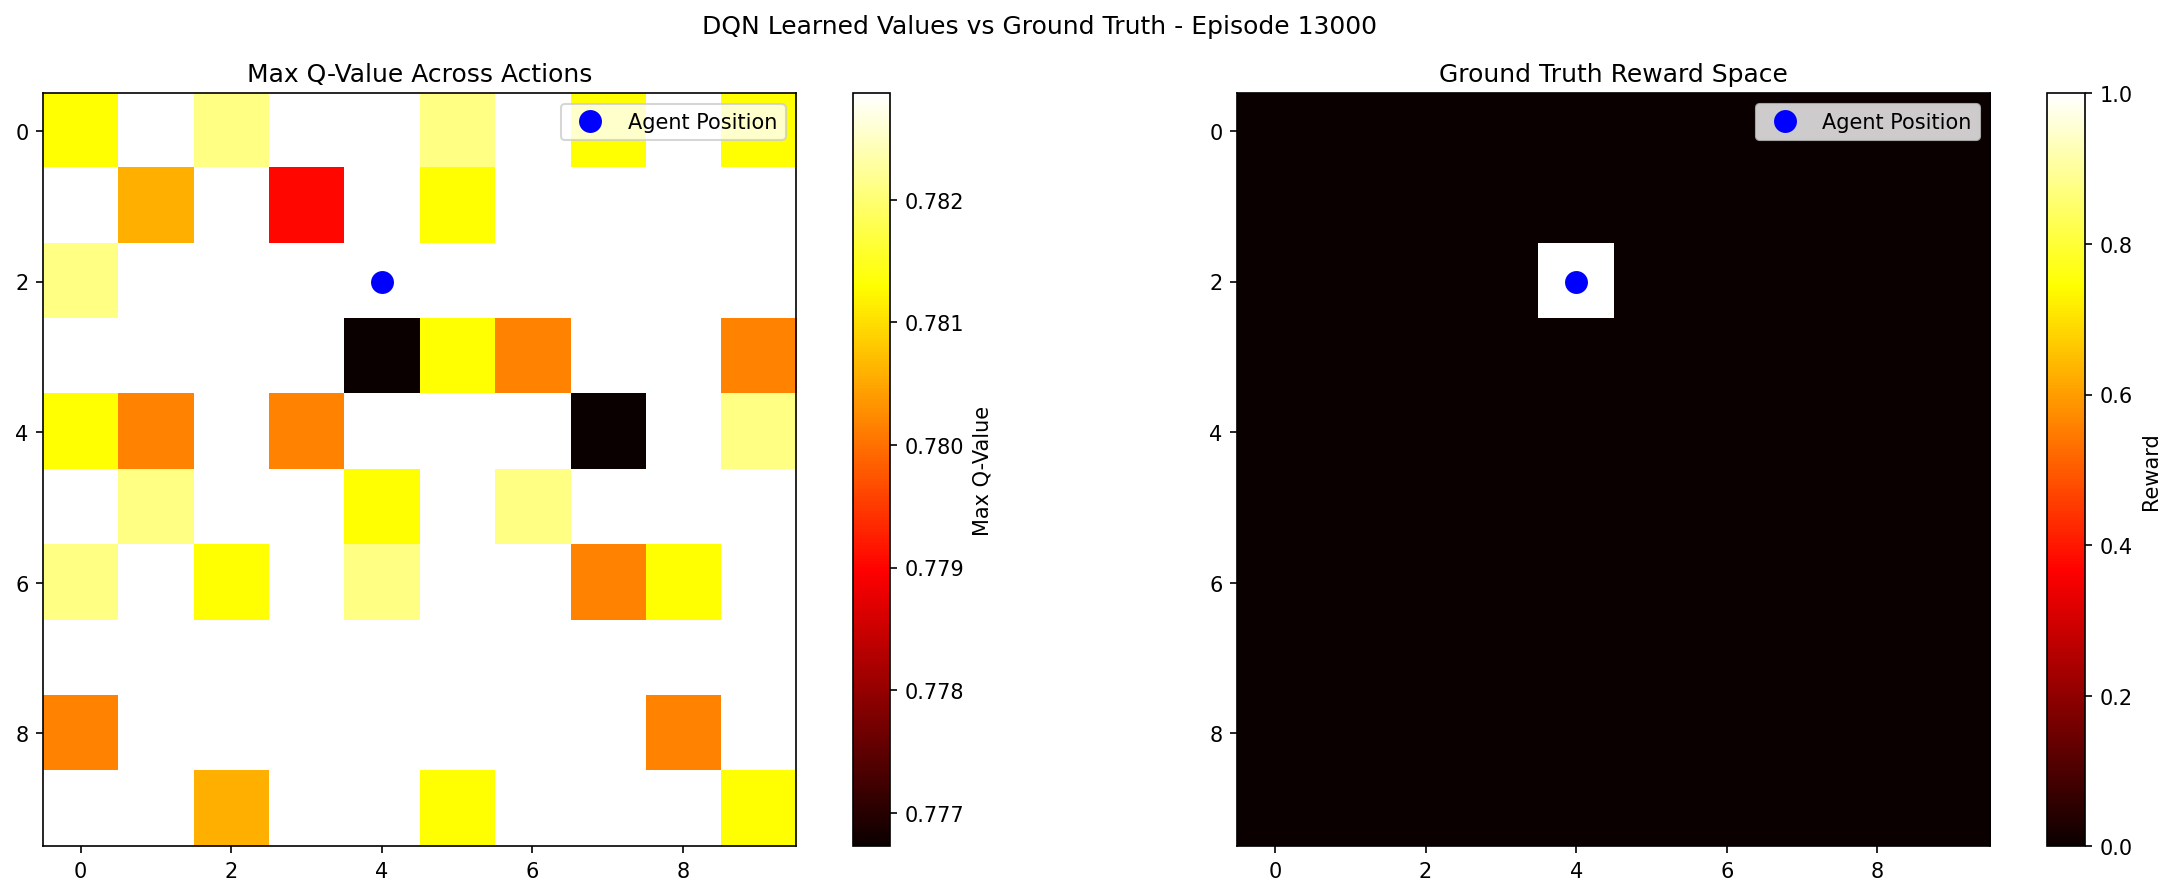 DQN Learned Values vs Ground Truth - Episode 13000
Max Q-Value Across Actions
Agent Position
0
2
4
6
8
0 2 4 6 8
0.782
0.781
0.780
0.779
0.778
0.777
Max Q-Value
Ground Truth Reward Space
Agent Position
0
2
4
6
8
0 2 4 6 8
1.0
0.8
0.6
0.4
0.2
0.0
Reward